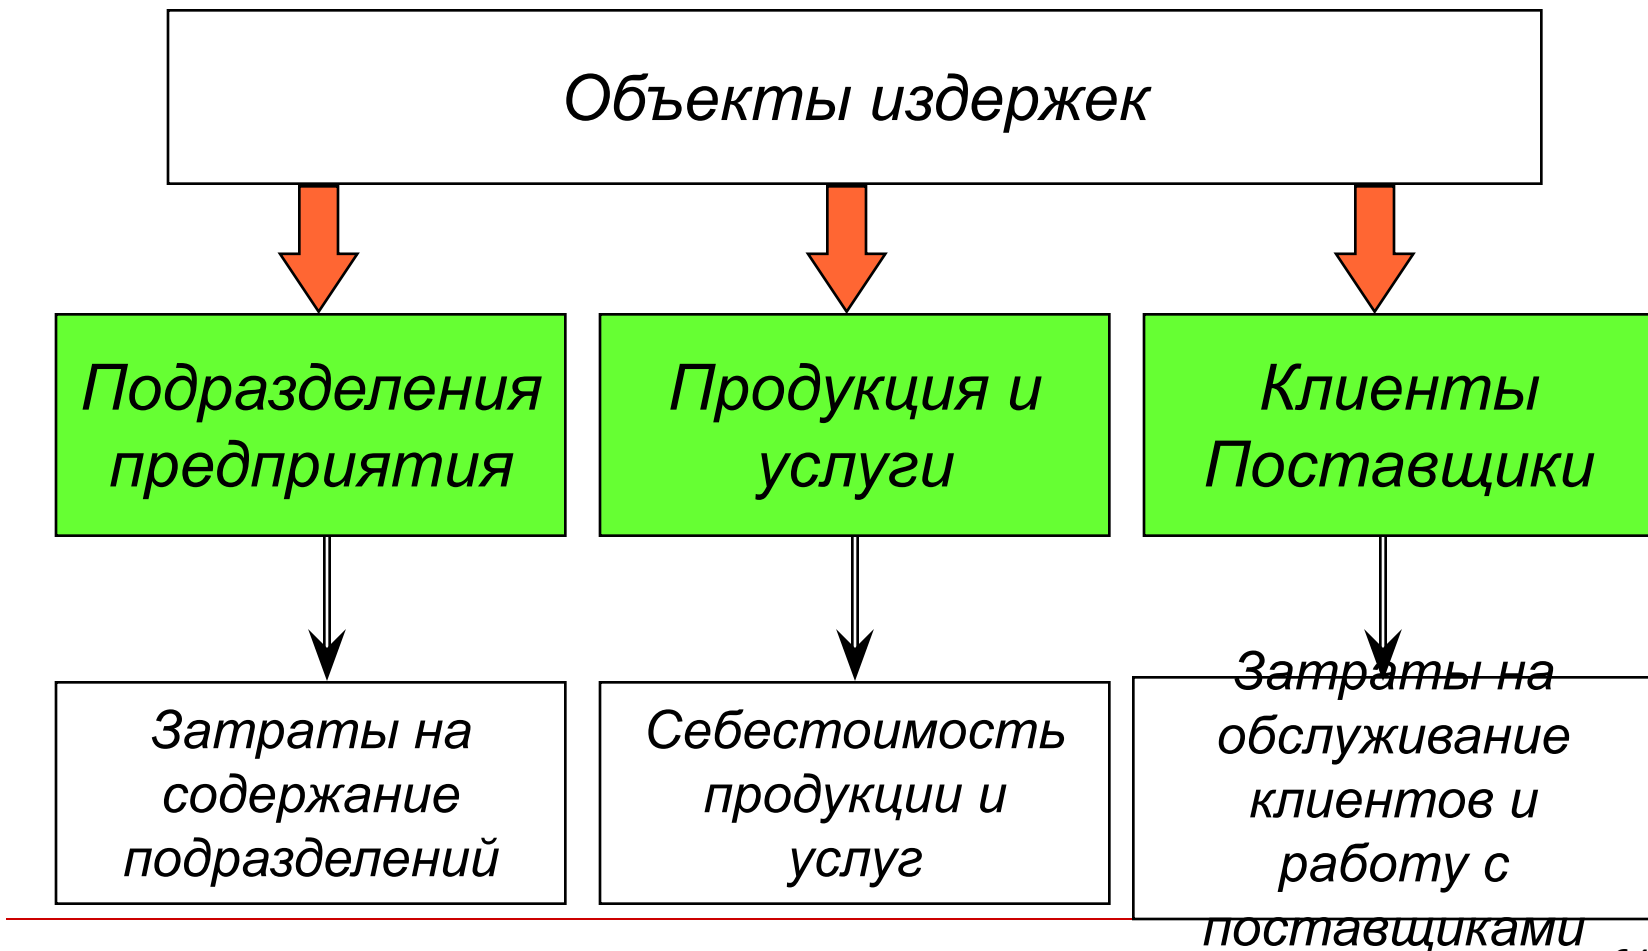 Объекты издержек
Подразделения
предприятия
Продукция и
услуги
Клиенты
Поставщики
Затраты на
содержание
подразделений
Себестоимость
продукции и
услуг
Затраты на
обслуживание
клиентов и
работу с
поставщиками